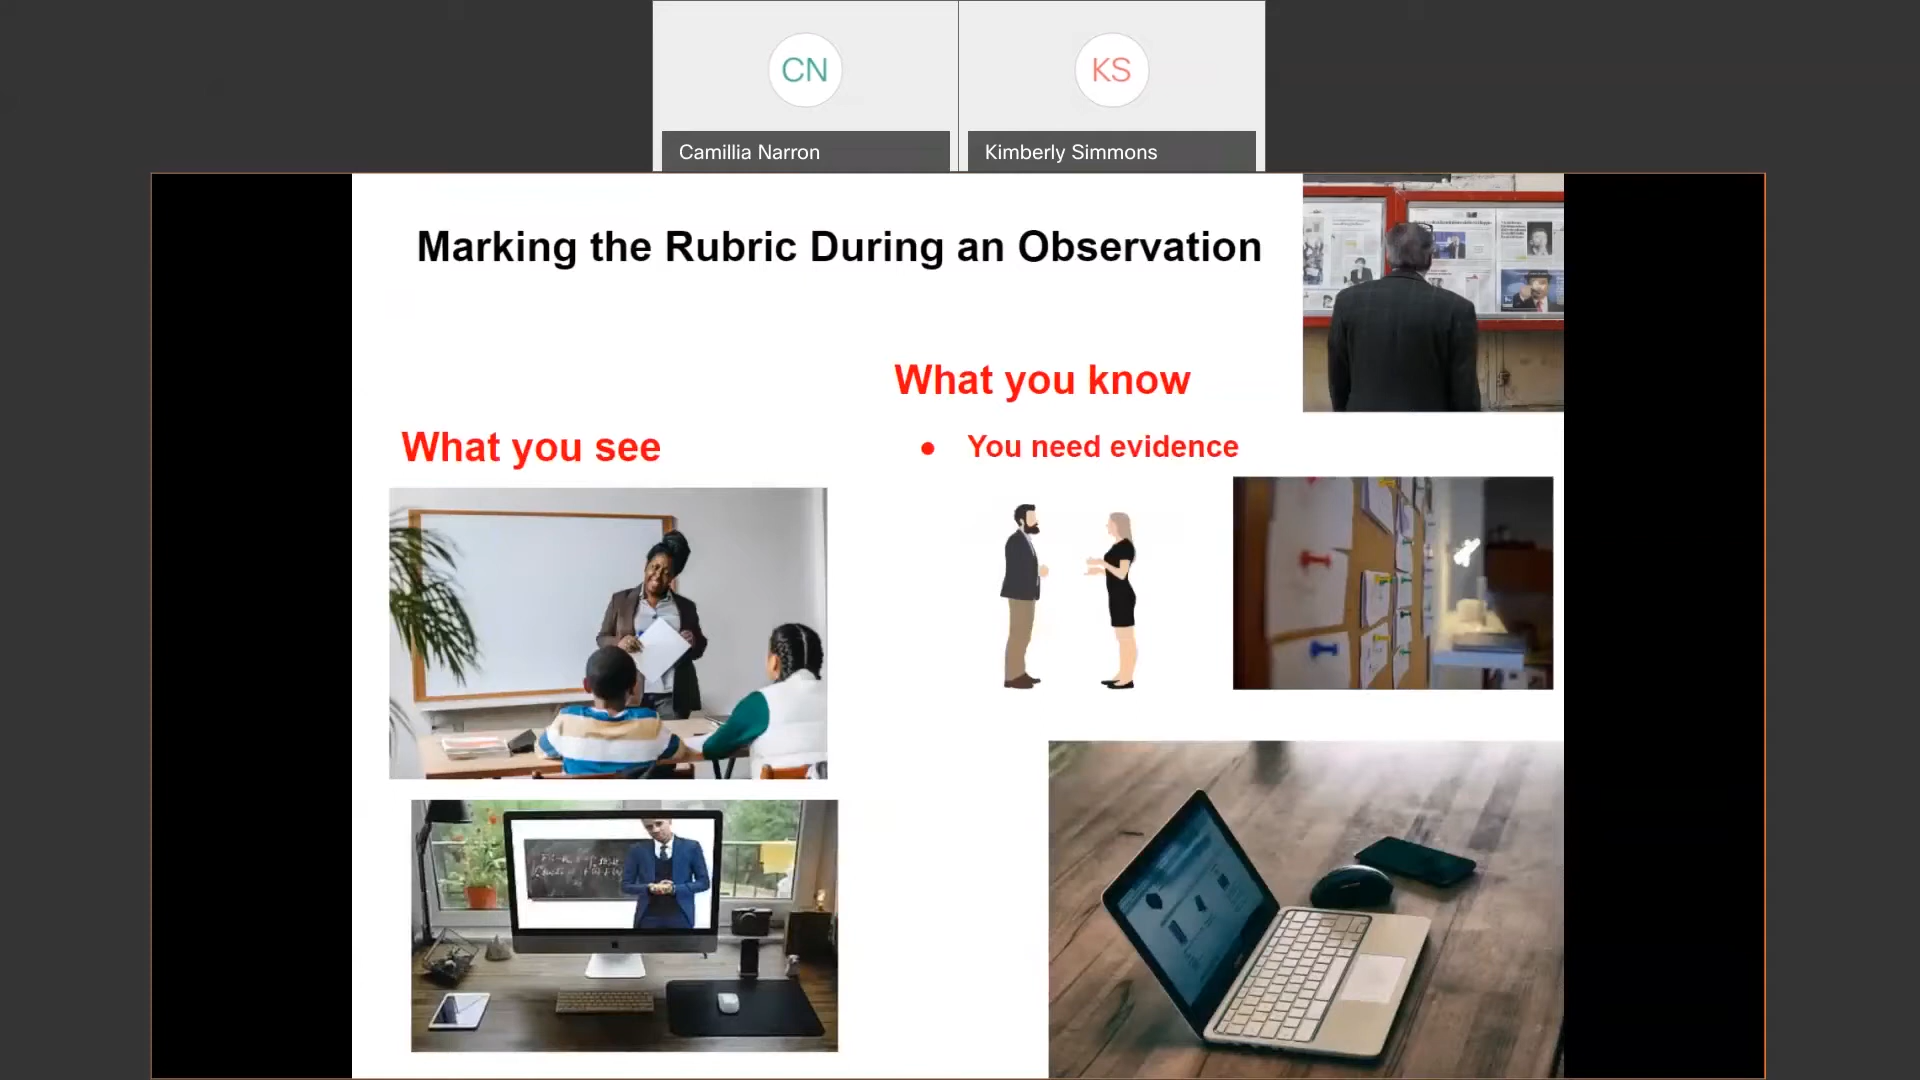 CN
KS
Camillia Narron
Kimberly Simmons
Marking the Rubric During an Observation
What you know
What you see
● You need evidence